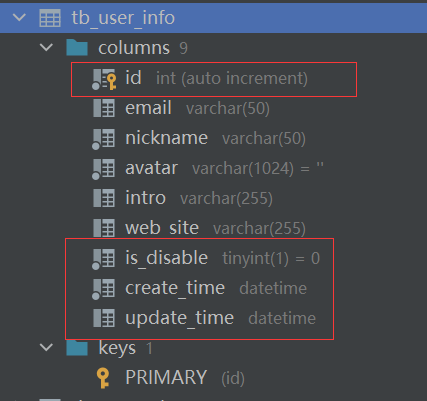 tb_user_info
columns 9
id int (auto increment)
email varchar(50)
nickname varchar(50)
avatar varchar(1024) = ''
intro varchar(255)
web_site varchar(255)
is_disable tinyint(1) = 0
create_time datetime
update_time datetime
keys 1
PRIMARY (id)